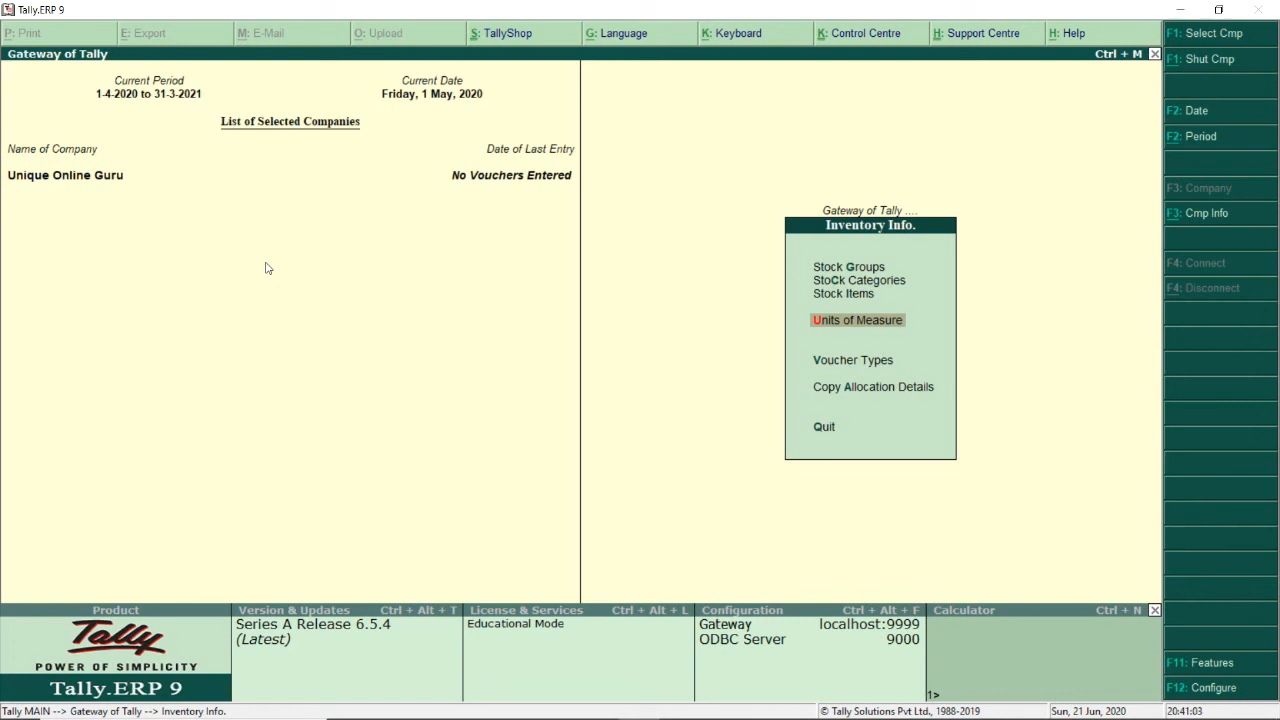 Tally.ERP 9
P: Print
E: Export
M: E-Mail
O: Upload
S: TallyShop
G: Language
K: Keyboard
K: Control Centre
H: Support Centre
H: Help
Gateway of Tally
Ctrl + M
Current Period
1-4-2020 to 31-3-2021
Current Date
Friday, 1 May, 2020
List of Selected Companies
Name of Company
Date of Last Entry
Unique Online Guru
No Vouchers Entered
Gateway of Tally ....
Inventory Info.
Stock Groups
StoCk Categories
Stock Items
Units of Measure
Voucher Types
Copy Allocation Details
Quit
F1: Select Cmp
F1: Shut Cmp
F2: Date
F2: Period
F3: Company
F3: Cmp Info
F4: Connect
F4: Disconnect
F11: Features
F12: Configure
Product
Tally
POWER OF SIMPLICITY
Tally.ERP 9
Version & Updates Ctrl + Alt + T
Series A Release 6.5.4
(Latest)
License & Services Ctrl + Alt + L
Educational Mode
Configuration Ctrl + Alt + F
Gateway localhost:9999
ODBC Server 9000
Calculator Ctrl + N
1>
Tally MAIN --> Gateway of Tally --> Inventory Info.
© Tally Solutions Pvt Ltd., 1988-2019
Sun, 21 Jun, 2020
20:41:03